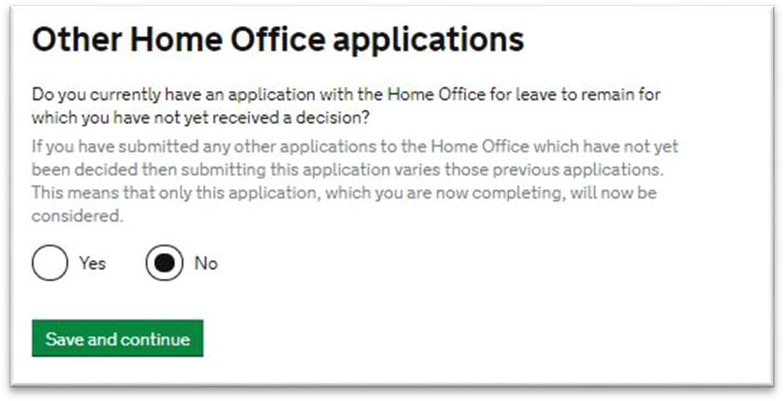 Other Home Office applications
Do you currently have an application with the Home Office for leave to remain for
which you have not yet received a decision?
If you have submitted any other applications to the Home Office which have not yet
been decided then submitting this application varies those previous applications.
This means that only this application, which you are now completing, will now be
considered.
Yes No
Save and continue